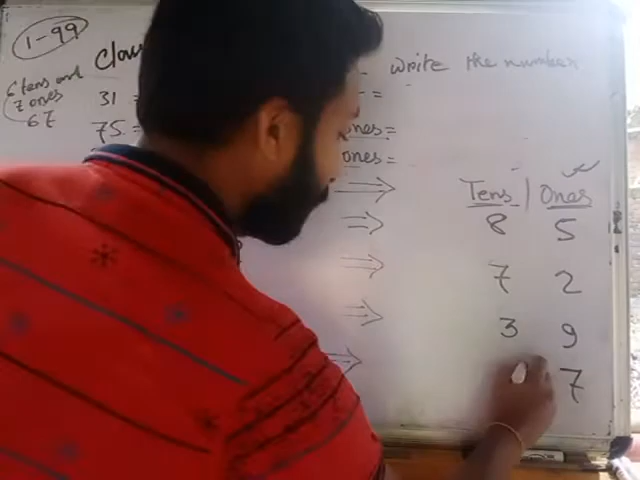 1-99
Class
write the number
6 tens and
7 ones
67
31 =
=
75 =
ones=
ones=
Tens | Ones
8 5
7 2
3 9
7